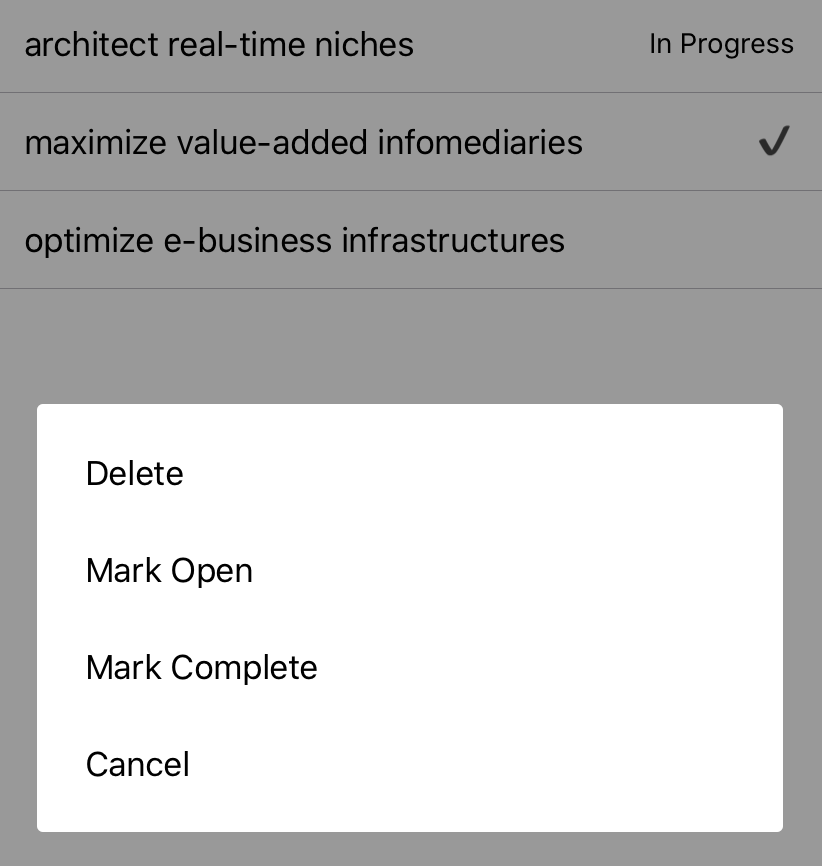 architect real-time niches In Progress
maximize value-added infomediaries ✓
optimize e-business infrastructures
Delete
Mark Open
Mark Complete
Cancel